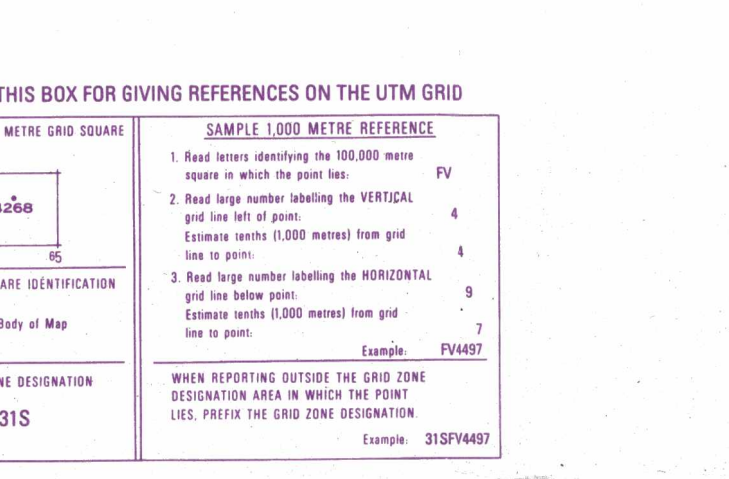 THIS BOX FOR GIVING REFERENCES ON THE UTM GRID
METRE GRID SQUARE
268
65
ARE IDENTIFICATION
Body of Map
NE DESIGNATION
31S
SAMPLE 1,000 METRE REFERENCE
1. Read letters identifying the 100,000 metre
square in which the point lies: FV
2. Read large number labelling the VERTICAL
grid line left of point: 4
Estimate tenths (1,000 metres) from grid
line to point: 4
3. Read large number labelling the HORIZONTAL
grid line below point: 9
Estimate tenths (1,000 metres) from grid
line to point: 7
Example: FV4497
WHEN REPORTING OUTSIDE THE GRID ZONE
DESIGNATION AREA IN WHICH THE POINT
LIES, PREFIX THE GRID ZONE DESIGNATION.
Example: 31SFV4497